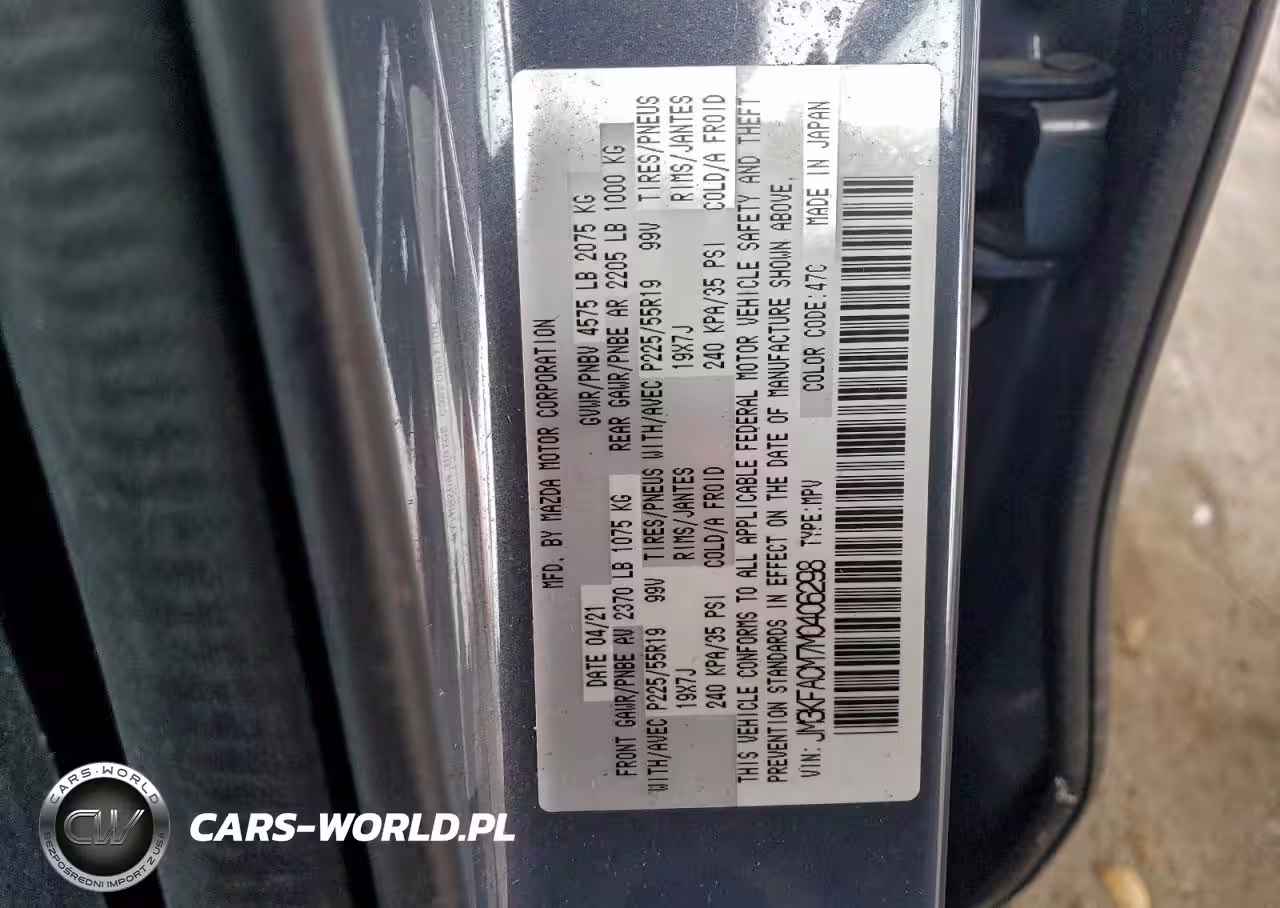 MFD. BY MAZDA MOTOR CORPORATION
DATE 04/21 GVWR/PNBV 4575 LB 2075 KG
FRONT GAWR/PNBE AV 2370 LB 1075 KG REAR GAWR/PNBE AR 2205 LB 1000 KG
WITH/AVEC P225/55R19 99V TIRES/PNEUS WITH/AVEC P225/55R19 99V TIRES/PNEUS
19X7J RIMS/JANTES 19X7J RIMS/JANTES
240 KPA/35 PSI COLD/A FROID 240 KPA/35 PSI COLD/A FROID
THIS VEHICLE CONFORMS TO ALL APPLICABLE FEDERAL MOTOR VEHICLE SAFETY AND THEFT
PREVENTION STANDARDS IN EFFECT ON THE DATE OF MANUFACTURE SHOWN ABOVE.
VIN: JM3KFADM7M0406298 TYPE:MPV COLOR CODE:47C MADE IN JAPAN
CARS-WORLD
CW
BEZPOŚREDNI IMPORT Z USA
CARS-WORLD.PL